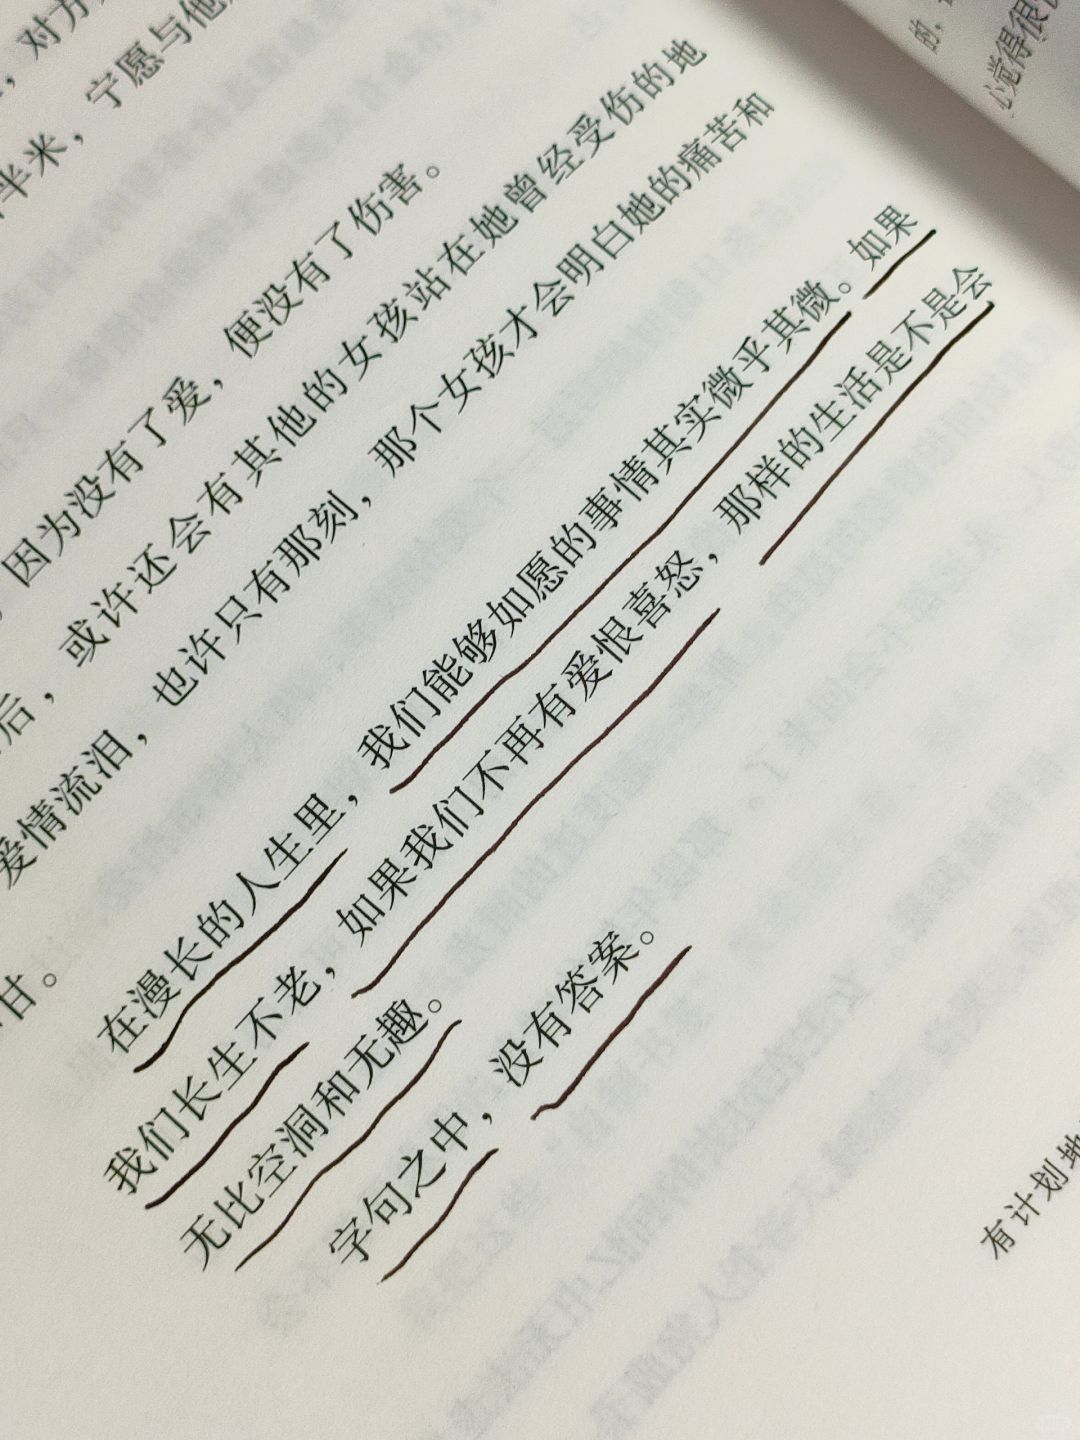 ，对方
半米，宁愿与他
，因为没有了爱，便没有了伤害。
后，或许还会有其他的女孩站在她曾经受伤的地
爱情流泪，也许只有那刻，那个女孩才会明白她的痛苦和
甘。
在漫长的人生里，我们能够如愿的事情其实微乎其微。如果
我们长生不老，如果我们不再有爱恨喜怒，那样的生活是不是会
无比空洞和无趣。
字句之中，没有答案。
的，
心觉得很
有计划地